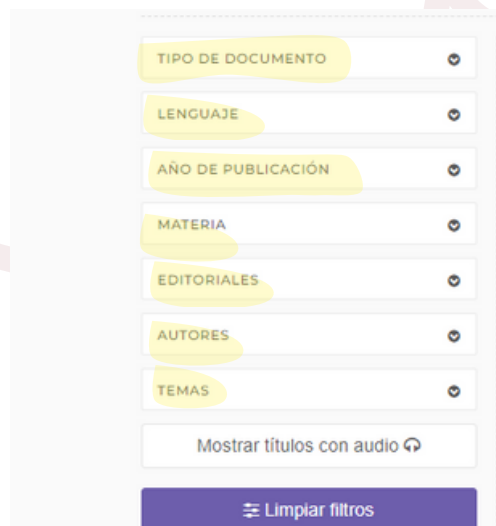 TIPO DE DOCUMENTO
LENGUAJE
AÑO DE PUBLICACIÓN
MATERIA
EDITORIALES
AUTORES
TEMAS
Mostrar títulos con audio
Limpiar filtros